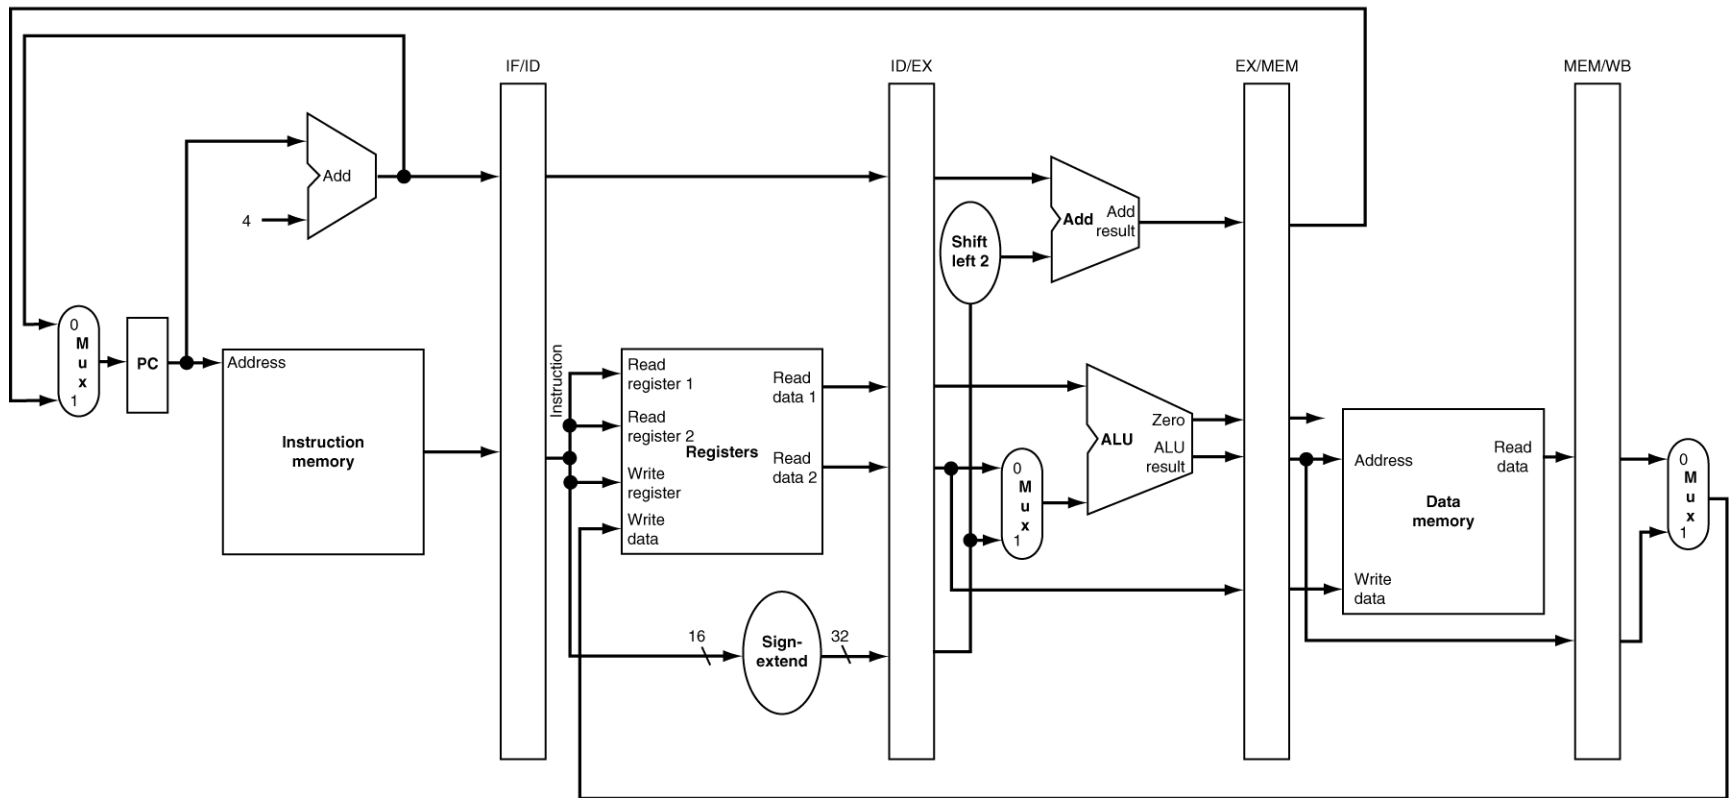 IF/ID
ID/EX
EX/MEM
MEM/WB
Add
4
0
M
u
x
1
PC
Address
Instruction
memory
Instruction
Read
register 1
Read
register 2
Write
register
Write
data
Registers
Read
data 1
Read
data 2
16
Sign-
extend
32
Shift
left 2
Add
Add
result
0
M
u
x
1
ALU
Zero
ALU
result
Address
Read
data
Data
memory
Write
data
0
M
u
x
1